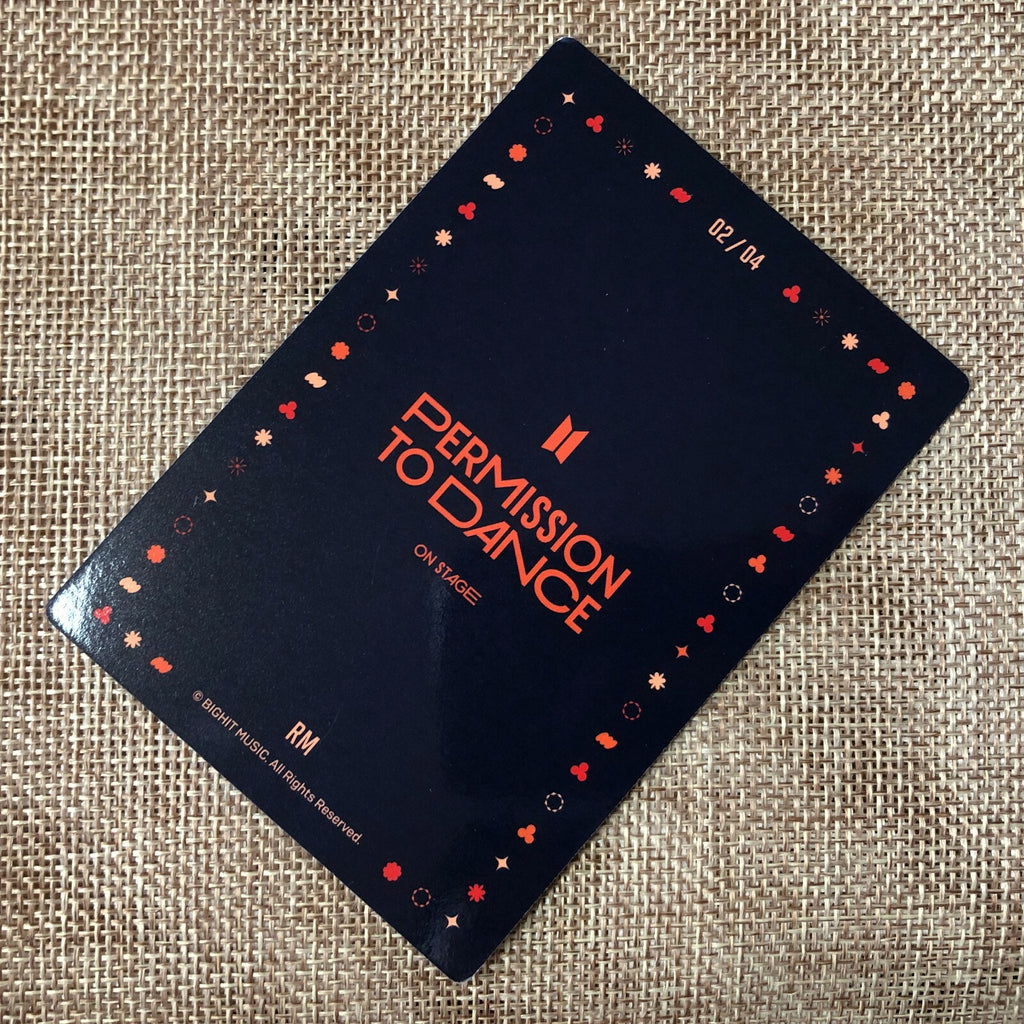 02/04
PERMISSION
TO DANCE
ON STAGE
RM
© BIGHIT MUSIC, All Rights Reserved.